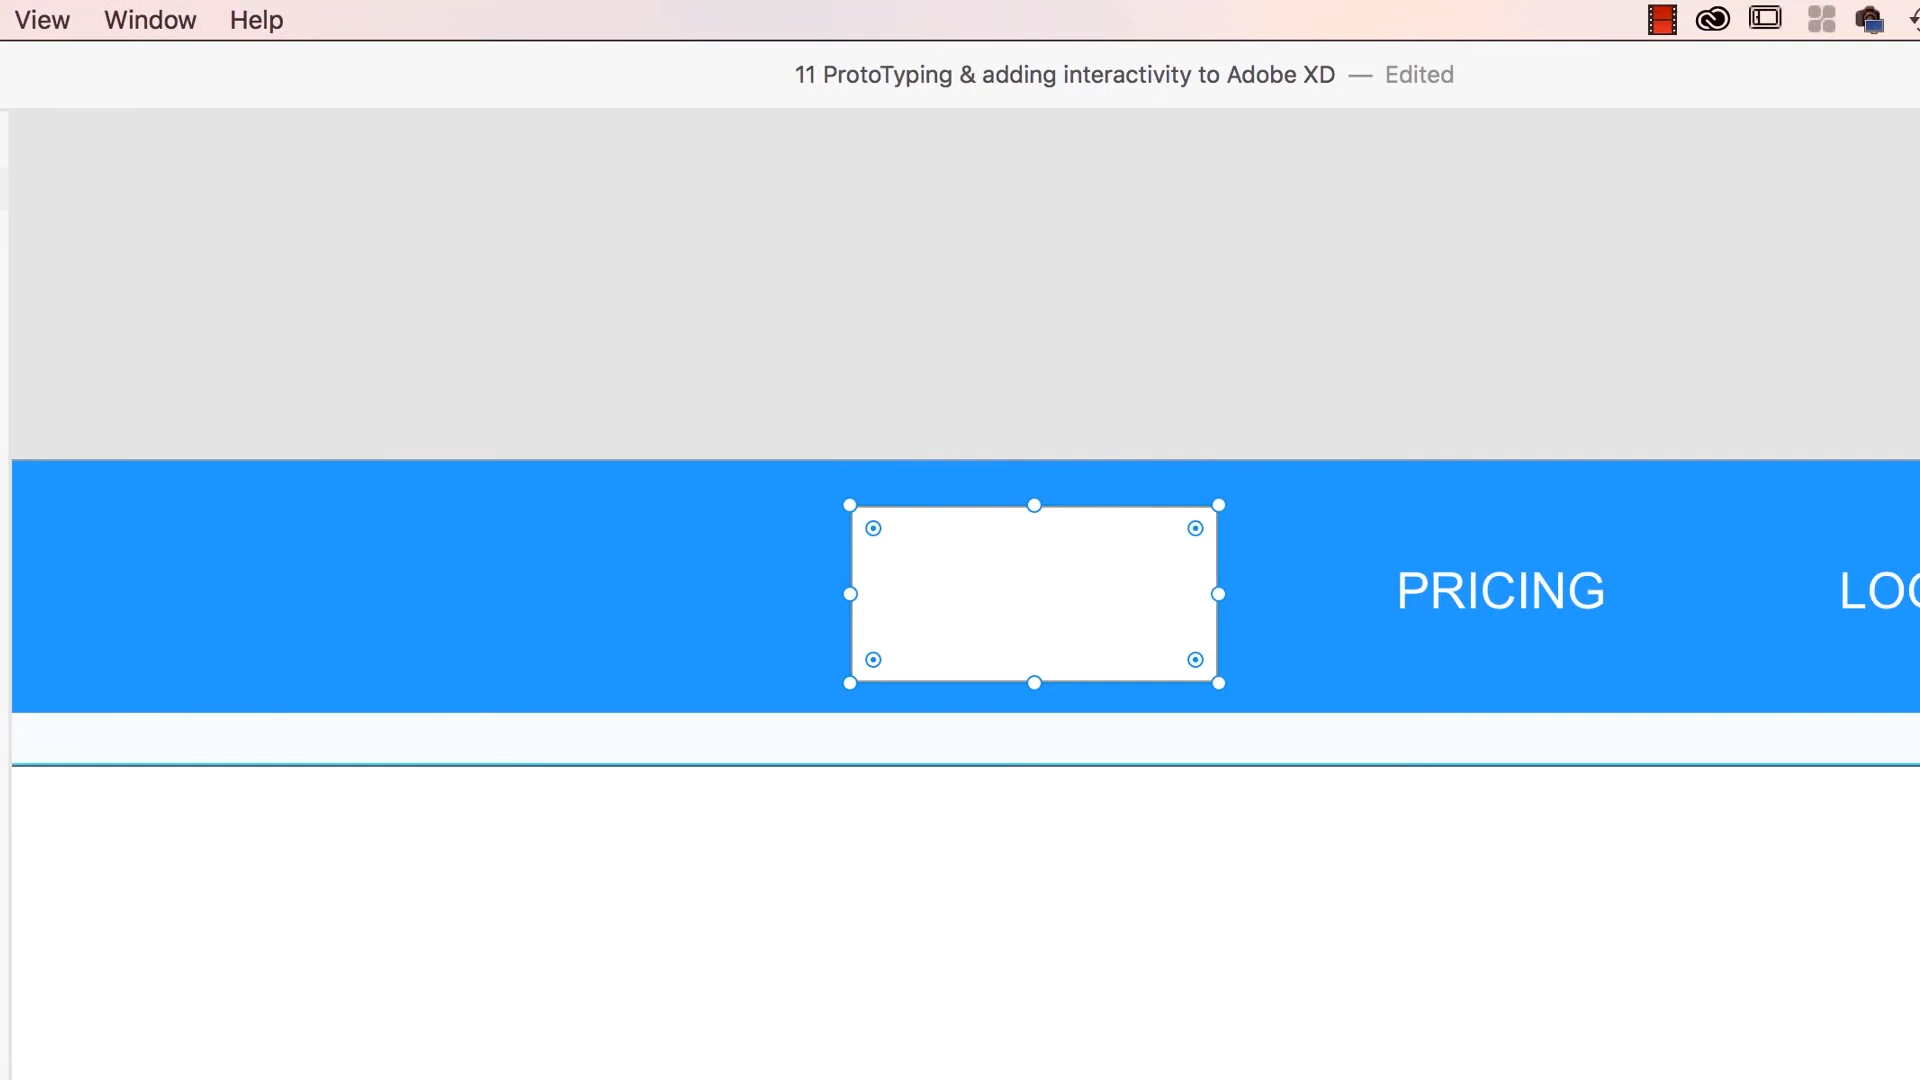 View Window Help
11 ProtoTyping & adding interactivity to Adobe XD — Edited
PRICING